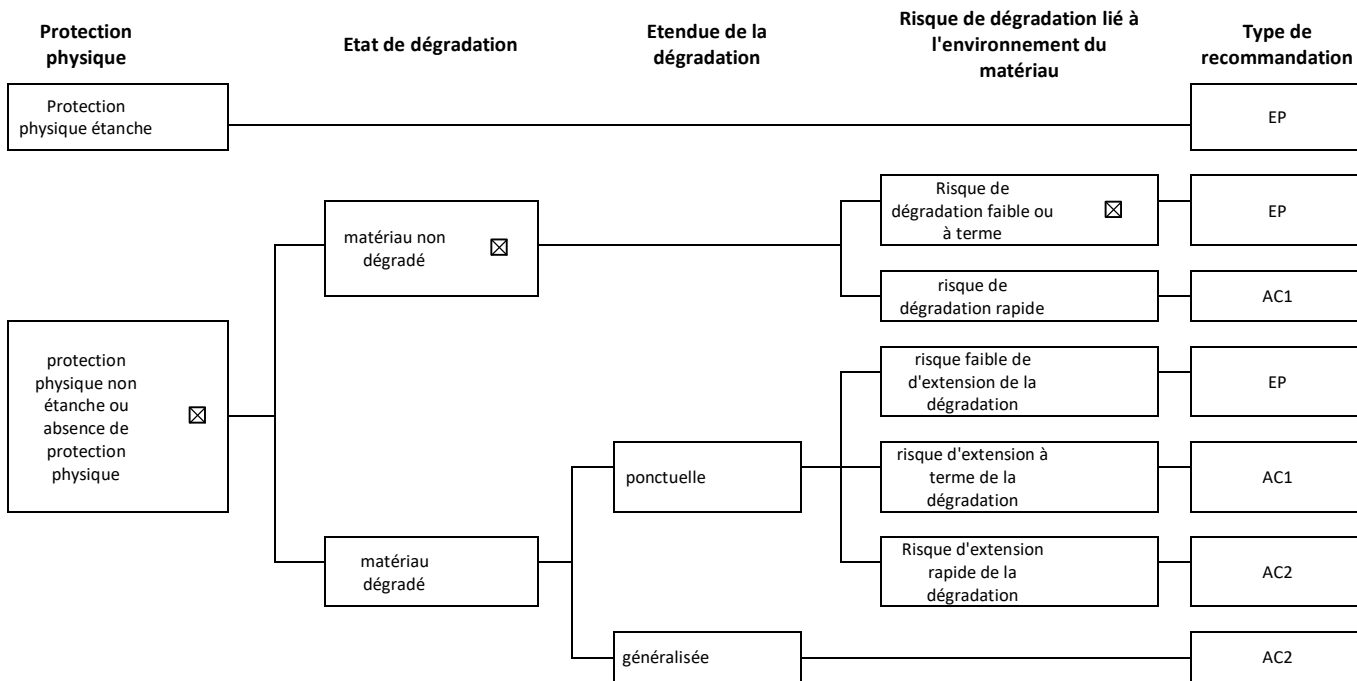 Protection
physique
Etat de dégradation
Etendue de la
dégradation
Risque de dégradation lié à
l'environnement du
matériau
Type de
recommandation
Protection
physique étanche
EP
protection
physique non
étanche ou
absence de
protection
physique
matériau non
dégradé
Risque de
dégradation faible ou
à terme
EP
risque de
dégradation rapide
AC1
matériau
dégradé
ponctuelle
risque faible de
d'extension de la
dégradation
EP
risque d'extension à
terme de la
dégradation
AC1
Risque d'extension
rapide de la
dégradation
AC2
généralisée
AC2